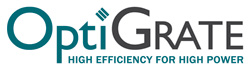 OptiGrate
HIGH EFFICIENCY FOR HIGH POWER